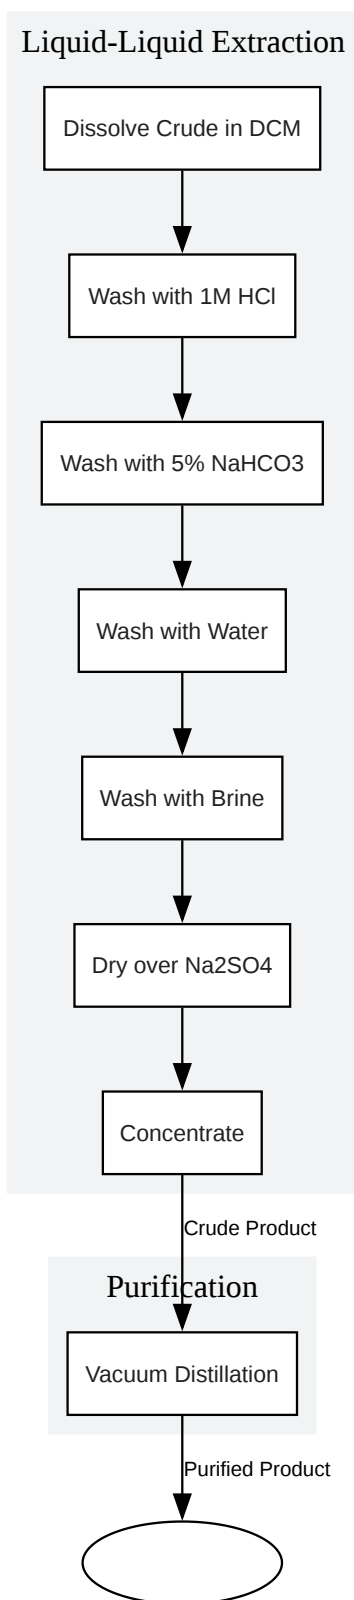 Liquid-Liquid Extraction
Dissolve Crude in DCM
Wash with 1M HCl
Wash with 5% NaHCO3
Wash with Water
Wash with Brine
Dry over Na2SO4
Concentrate
Crude Product
Purification
Vacuum Distillation
Purified Product